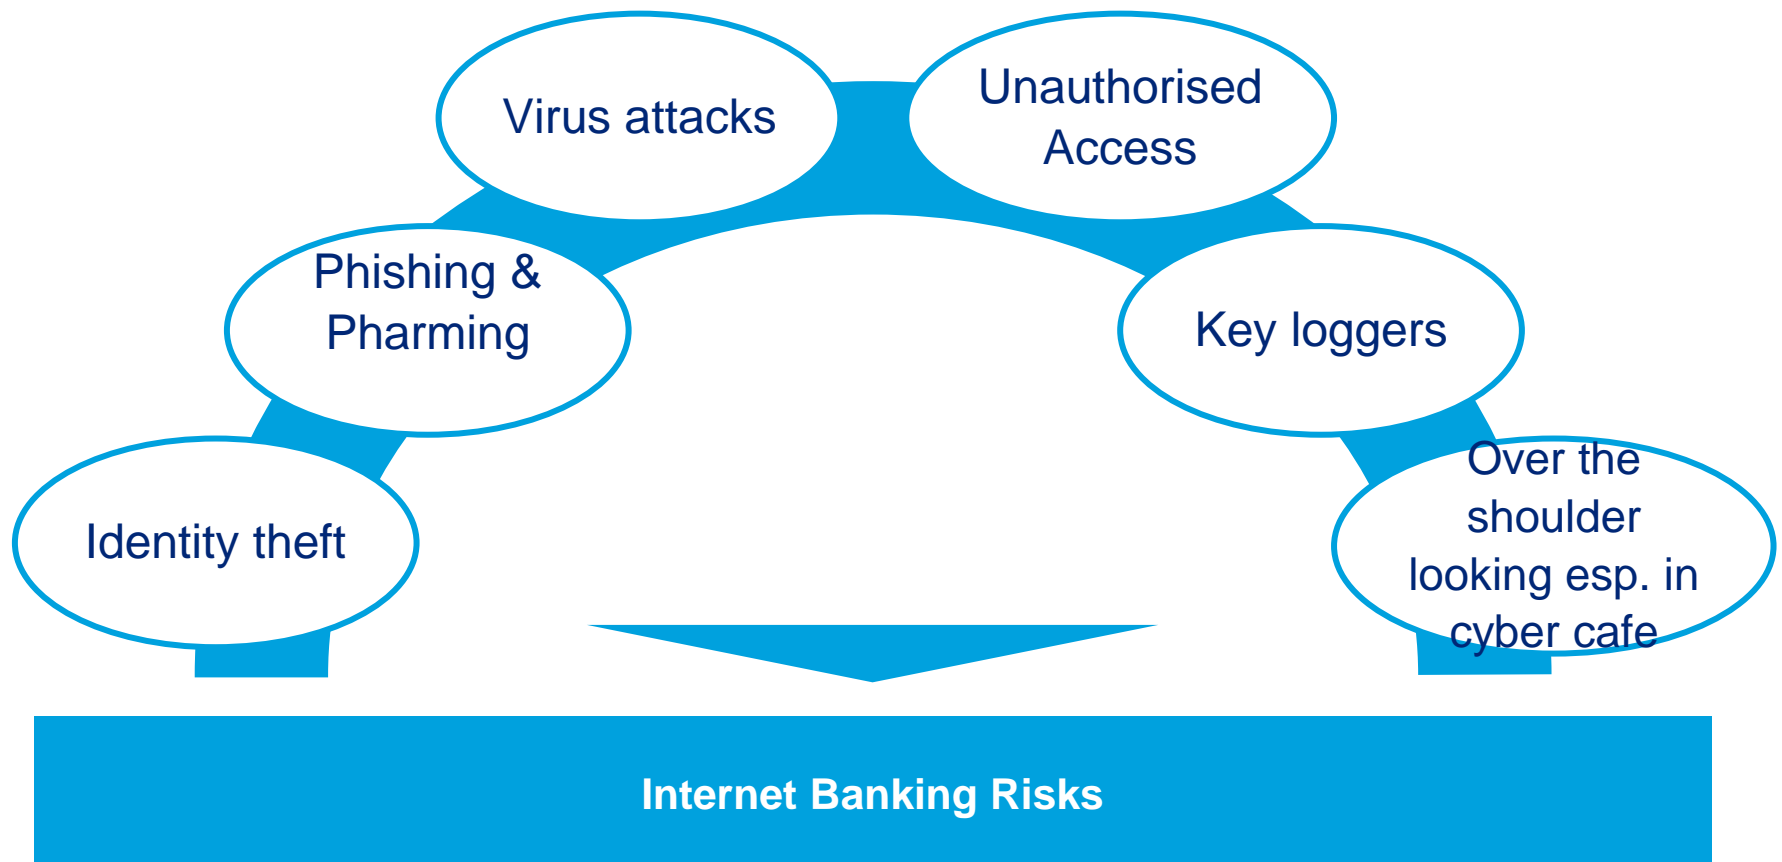 Virus attacks
Unauthorised
Access
Phishing &
Pharming
Key loggers
Identity theft
Over the
shoulder
looking esp. in
cyber cafe
Internet Banking Risks